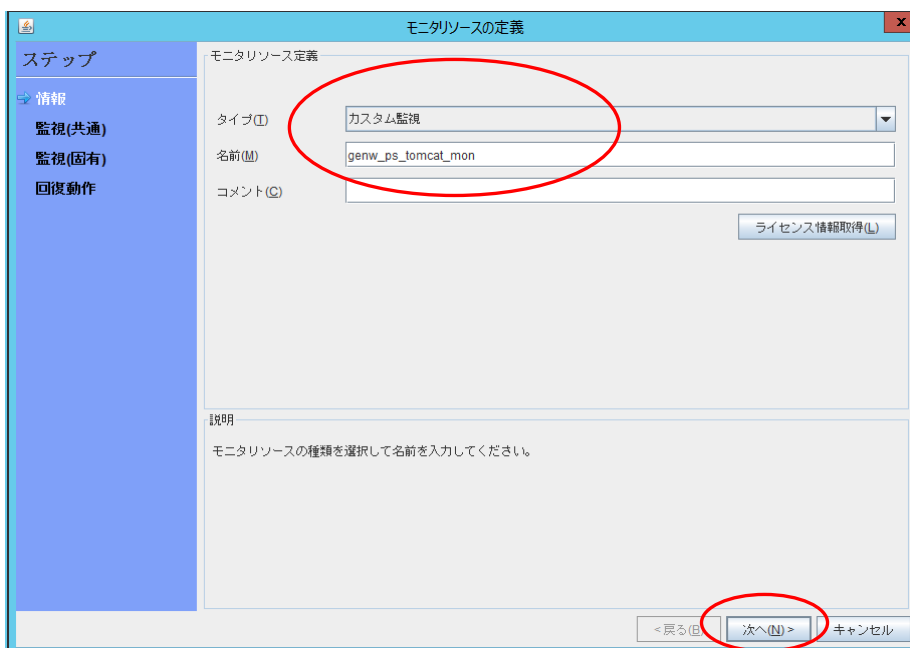 モニタリソースの定義
x
ステップ
情報
監視(共通)
監視(固有)
回復動作
モニタリソース定義
タイプ(T) カスタム監視
名前(M) genw_ps_tomcat_mon
コメント(C)
ライセンス情報取得(L)
説明
モニタリソースの種類を選択して名前を入力してください。
<戻る(B) 次へ(N)> キャンセル